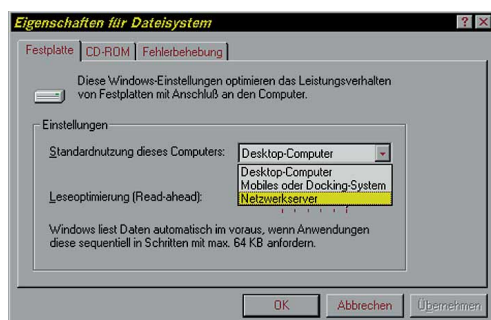 Eigenschaften für Dateisystem
Festplatte CD-ROM Fehlerbehebung
Diese Windows-Einstellungen optimieren das Leistungsverhalten
von Festplatten mit Anschluß an den Computer.
Einstellungen
Standardnutzung dieses Computers: Desktop-Computer
Desktop-Computer
Mobiles oder Docking-System
Leseoptimierung (Read-ahead): Netzwerkserver
Windows liest Daten automatisch im voraus, wenn Anwendungen
diese sequentiell in Schritten mit max. 64 KB anfordern.
OK Abbrechen Übernehmen